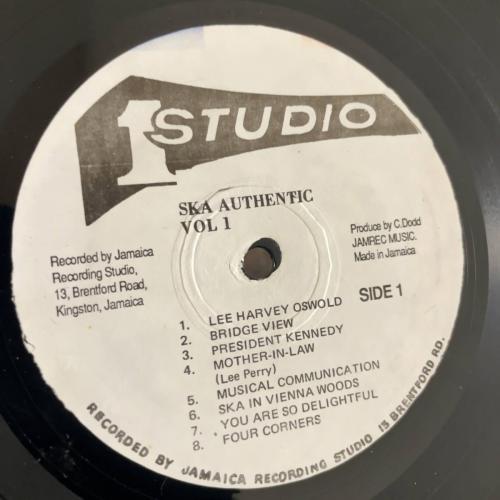 1 STUDIO
SKA AUTHENTIC
VOL 1
Recorded by Jamaica
Recording Studio,
13, Brentford Road,
Kingston, Jamaica
Produce by C.Dodd
JAMREC MUSIC.
Made in Jamaica
SIDE 1
1. LEE HARVEY OSWOLD
2. BRIDGE VIEW
3. PRESIDENT KENNEDY
4. MOTHER-IN-LAW
(Lee Perry)
5. MUSICAL COMMUNICATION
6. SKA IN VIENNA WOODS
7. YOU ARE SO DELIGHTFUL
8. FOUR CORNERS
RECORDED BY JAMAICA RECORDING STUDIO 13 BRENTFORD RD.